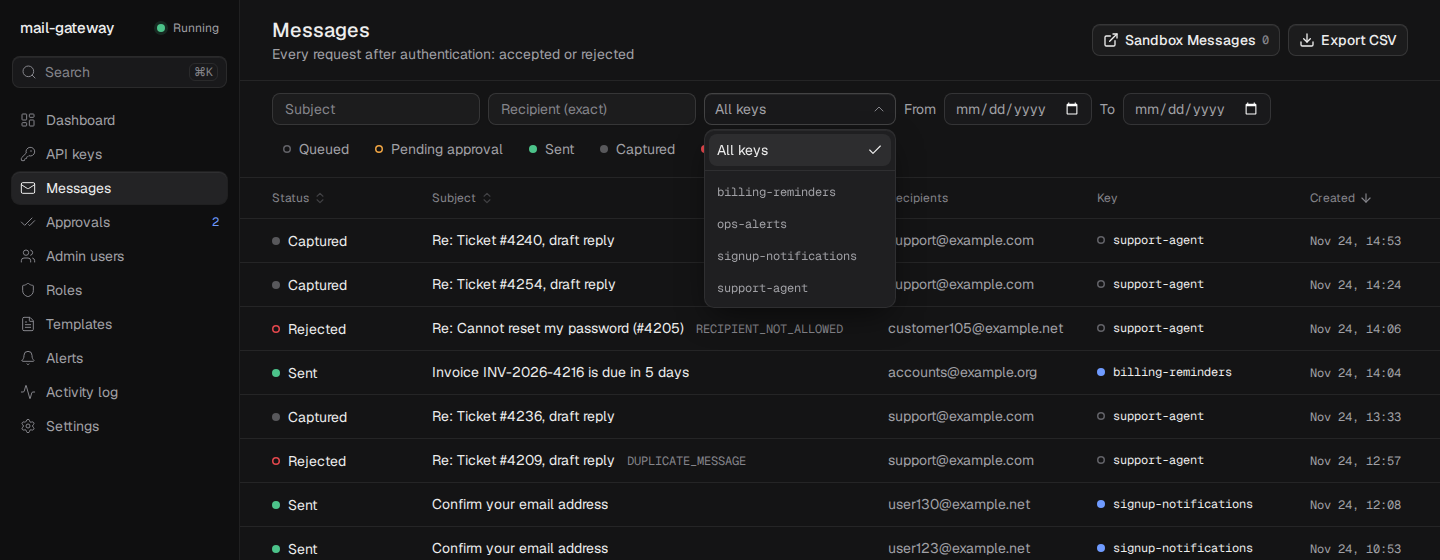 mail-gateway Running
Search ⌘K
Dashboard
API keys
Messages
Approvals 2
Admin users
Roles
Templates
Alerts
Activity log
Settings
Messages
Every request after authentication: accepted or rejected
Sandbox Messages 0 Export CSV
Subject Recipient (exact) All keys From mm/dd/yyyy To mm/dd/yyyy
Queued Pending approval Sent Captured
All keys
billing-reminders
ops-alerts
signup-notifications
support-agent
Status Subject ecipients Key Created
Captured Re: Ticket #4240, draft reply upport@example.com support-agent Nov 24, 14:53
Captured Re: Ticket #4254, draft reply upport@example.com support-agent Nov 24, 14:24
Rejected Re: Cannot reset my password (#4205) RECIPIENT_NOT_ALLOWED customer105@example.net support-agent Nov 24, 14:06
Sent Invoice INV-2026-4216 is due in 5 days accounts@example.org billing-reminders Nov 24, 14:04
Captured Re: Ticket #4236, draft reply support@example.com support-agent Nov 24, 13:33
Rejected Re: Ticket #4209, draft reply DUPLICATE_MESSAGE support@example.com support-agent Nov 24, 12:57
Sent Confirm your email address user130@example.net signup-notifications Nov 24, 12:08
Sent Confirm your email address user123@example.net signup-notifications Nov 24, 10:53